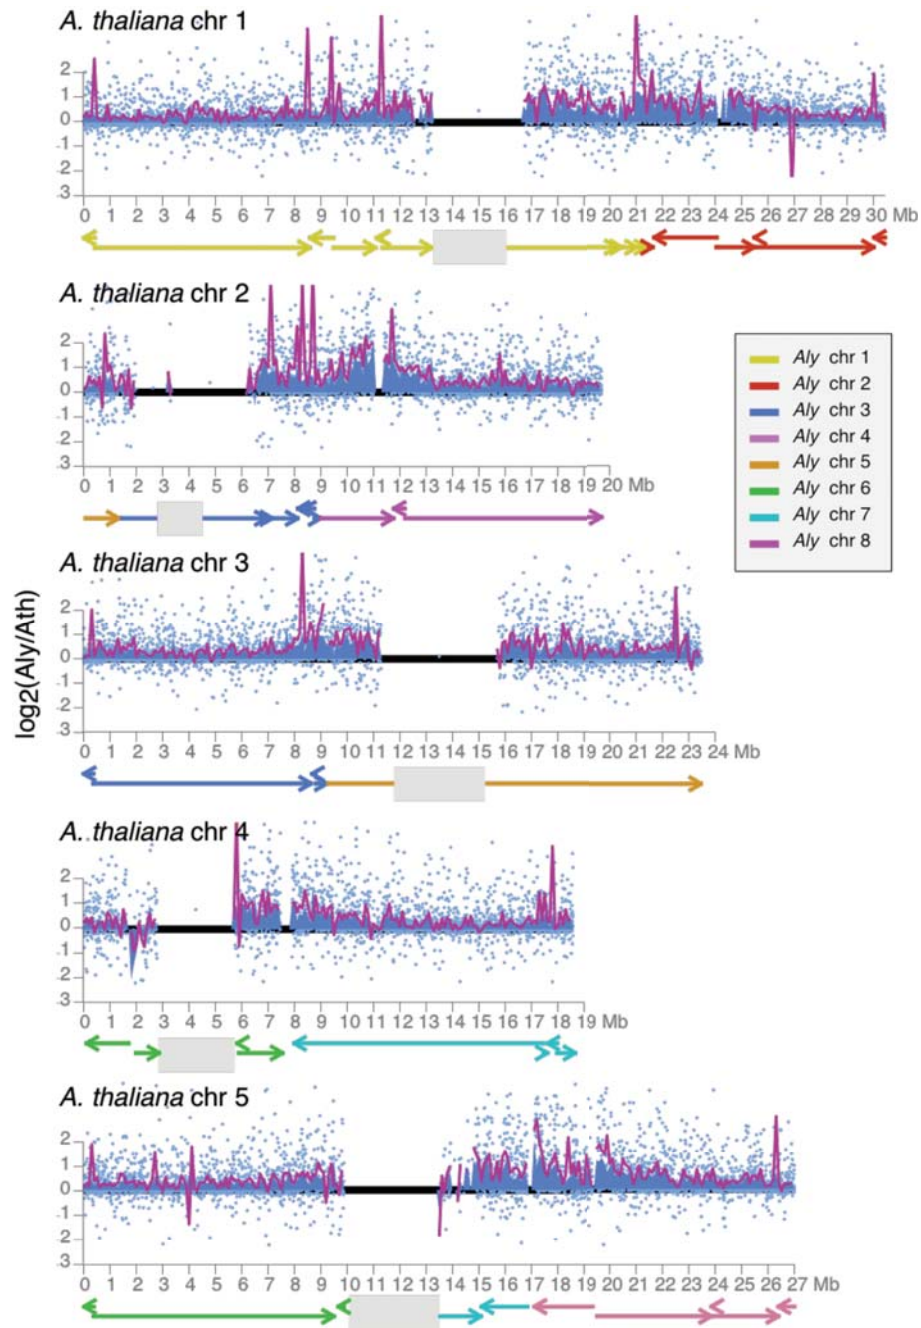 A. thaliana chr 1
2
1
0
-1
-2
-3
0 1 2 3 4 5 6 7 8 9 10 11 12 13 14 15 16 17 18 19 20 21 22 23 24 25 26 27 28 29 30 Mb
A. thaliana chr 2
2
1
0
-1
-2
-3
0 1 2 3 4 5 6 7 8 9 10 11 12 13 14 15 16 17 18 19 20 Mb
Aly chr 1
Aly chr 2
Aly chr 3
Aly chr 4
Aly chr 5
Aly chr 6
Aly chr 7
Aly chr 8
log2(Aly/Ath)
A. thaliana chr 3
2
1
0
-1
-2
-3
0 1 2 3 4 5 6 7 8 9 10 11 12 13 14 15 16 17 18 19 20 21 22 23 24 Mb
A. thaliana chr 4
2
1
0
-1
-2
-3
0 1 2 3 4 5 6 7 8 9 10 11 12 13 14 15 16 17 18 19 Mb
A. thaliana chr 5
2
1
0
-1
-2
-3
0 1 2 3 4 5 6 7 8 9 10 11 12 13 14 15 16 17 18 19 20 21 22 23 24 25 26 27 Mb